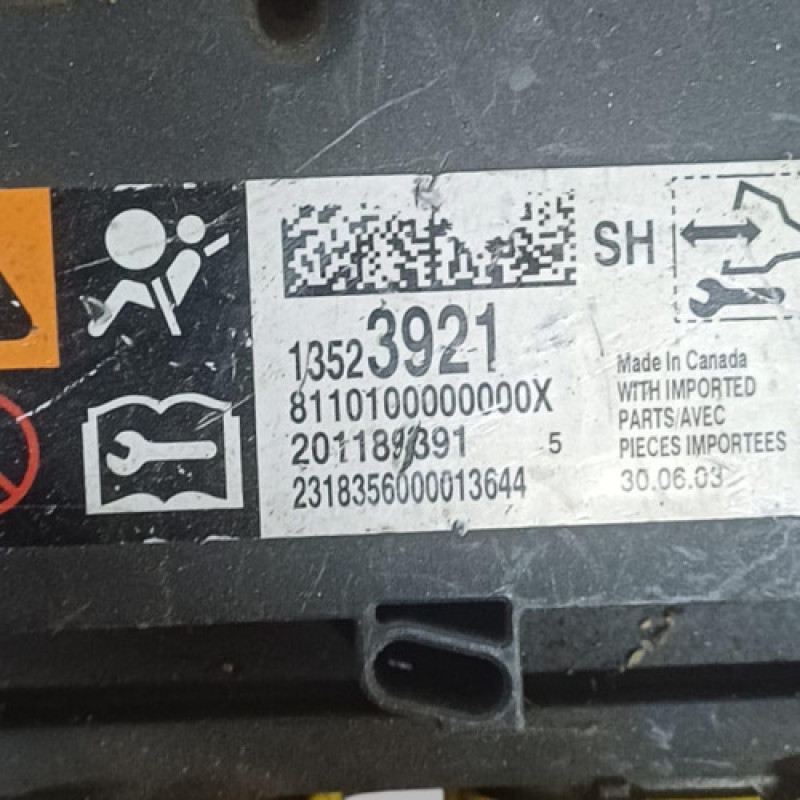 SH
13523921
8110100000000X
201189391 5
2318356000013644
Made In Canada
WITH IMPORTED
PARTS/AVEC
PIECES IMPORTEES
30.06.03